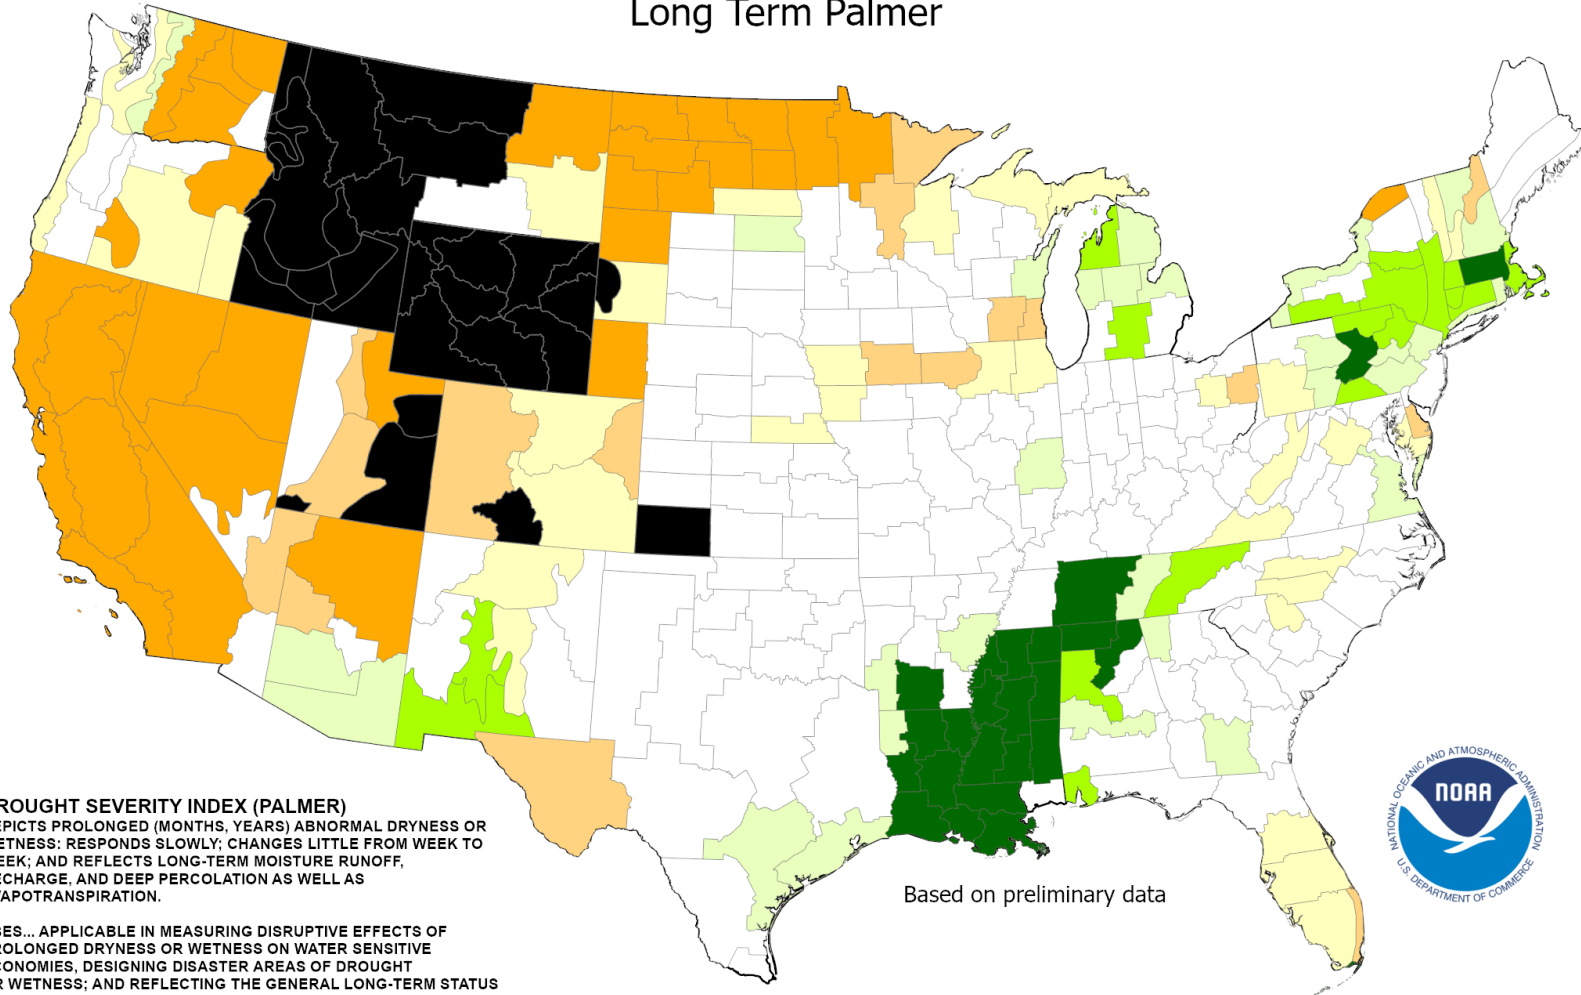 Long Term Palmer
ROUGHT SEVERITY INDEX (PALMER)
EPICTS PROLONGED (MONTHS, YEARS) ABNORMAL DRYNESS OR
ETNESS: RESPONDS SLOWLY; CHANGES LITTLE FROM WEEK TO
EEK; AND REFLECTS LONG-TERM MOISTURE RUNOFF,
ECHARGE, AND DEEP PERCOLATION AS WELL AS
VAPOTRANSPIRATION.
SES... APPLICABLE IN MEASURING DISRUPTIVE EFFECTS OF
ROLONGED DRYNESS OR WETNESS ON WATER SENSITIVE
CONOMIES, DESIGNING DISASTER AREAS OF DROUGHT
R WETNESS; AND REFLECTING THE GENERAL LONG-TERM STATUS
Based on preliminary data
NATIONAL OCEANIC AND ATMOSPHERIC ADMINISTRATION
NOAA
U.S. DEPARTMENT OF COMMERCE